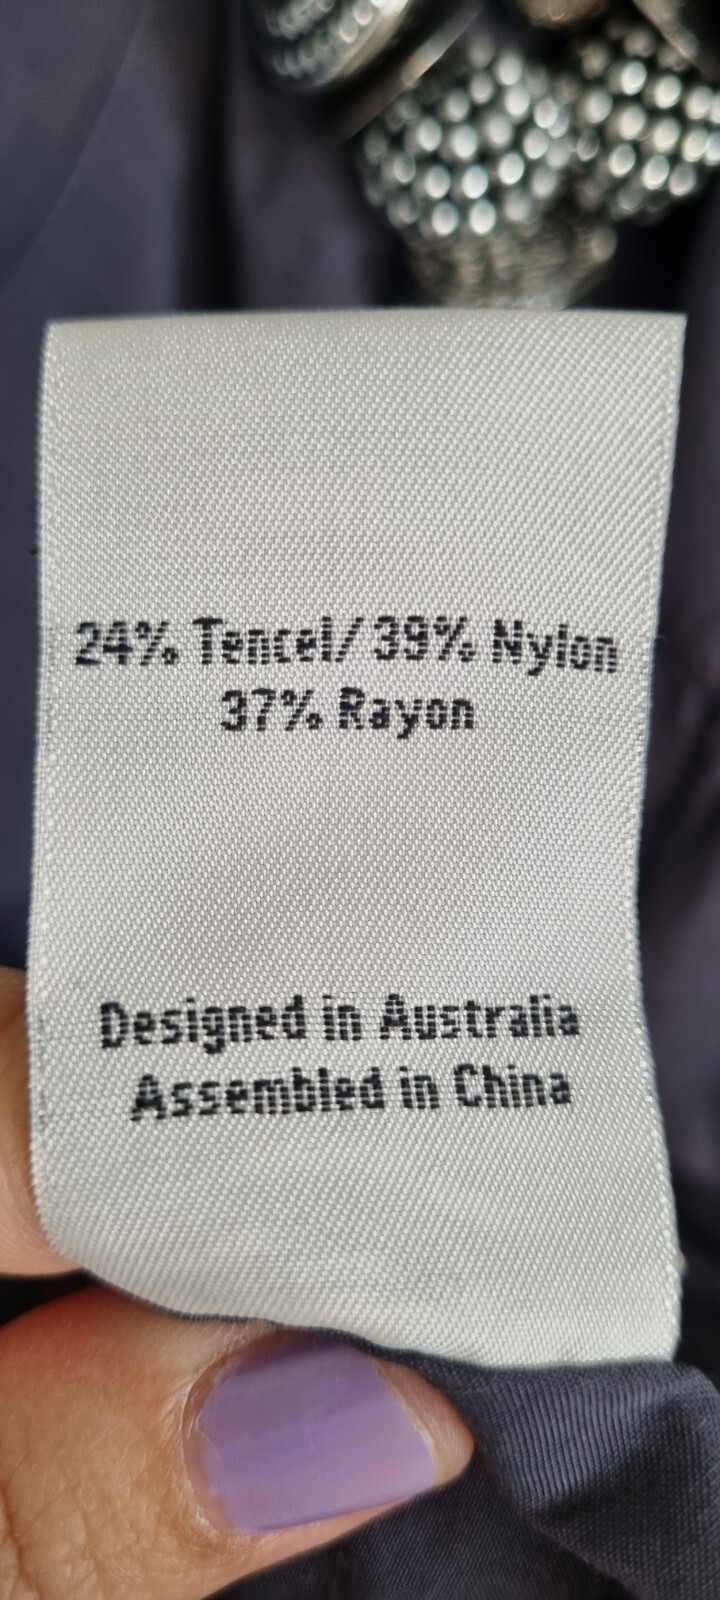 24% Tencel/39% Nylon
37% Rayon
Designed in Australia
Assembled in China